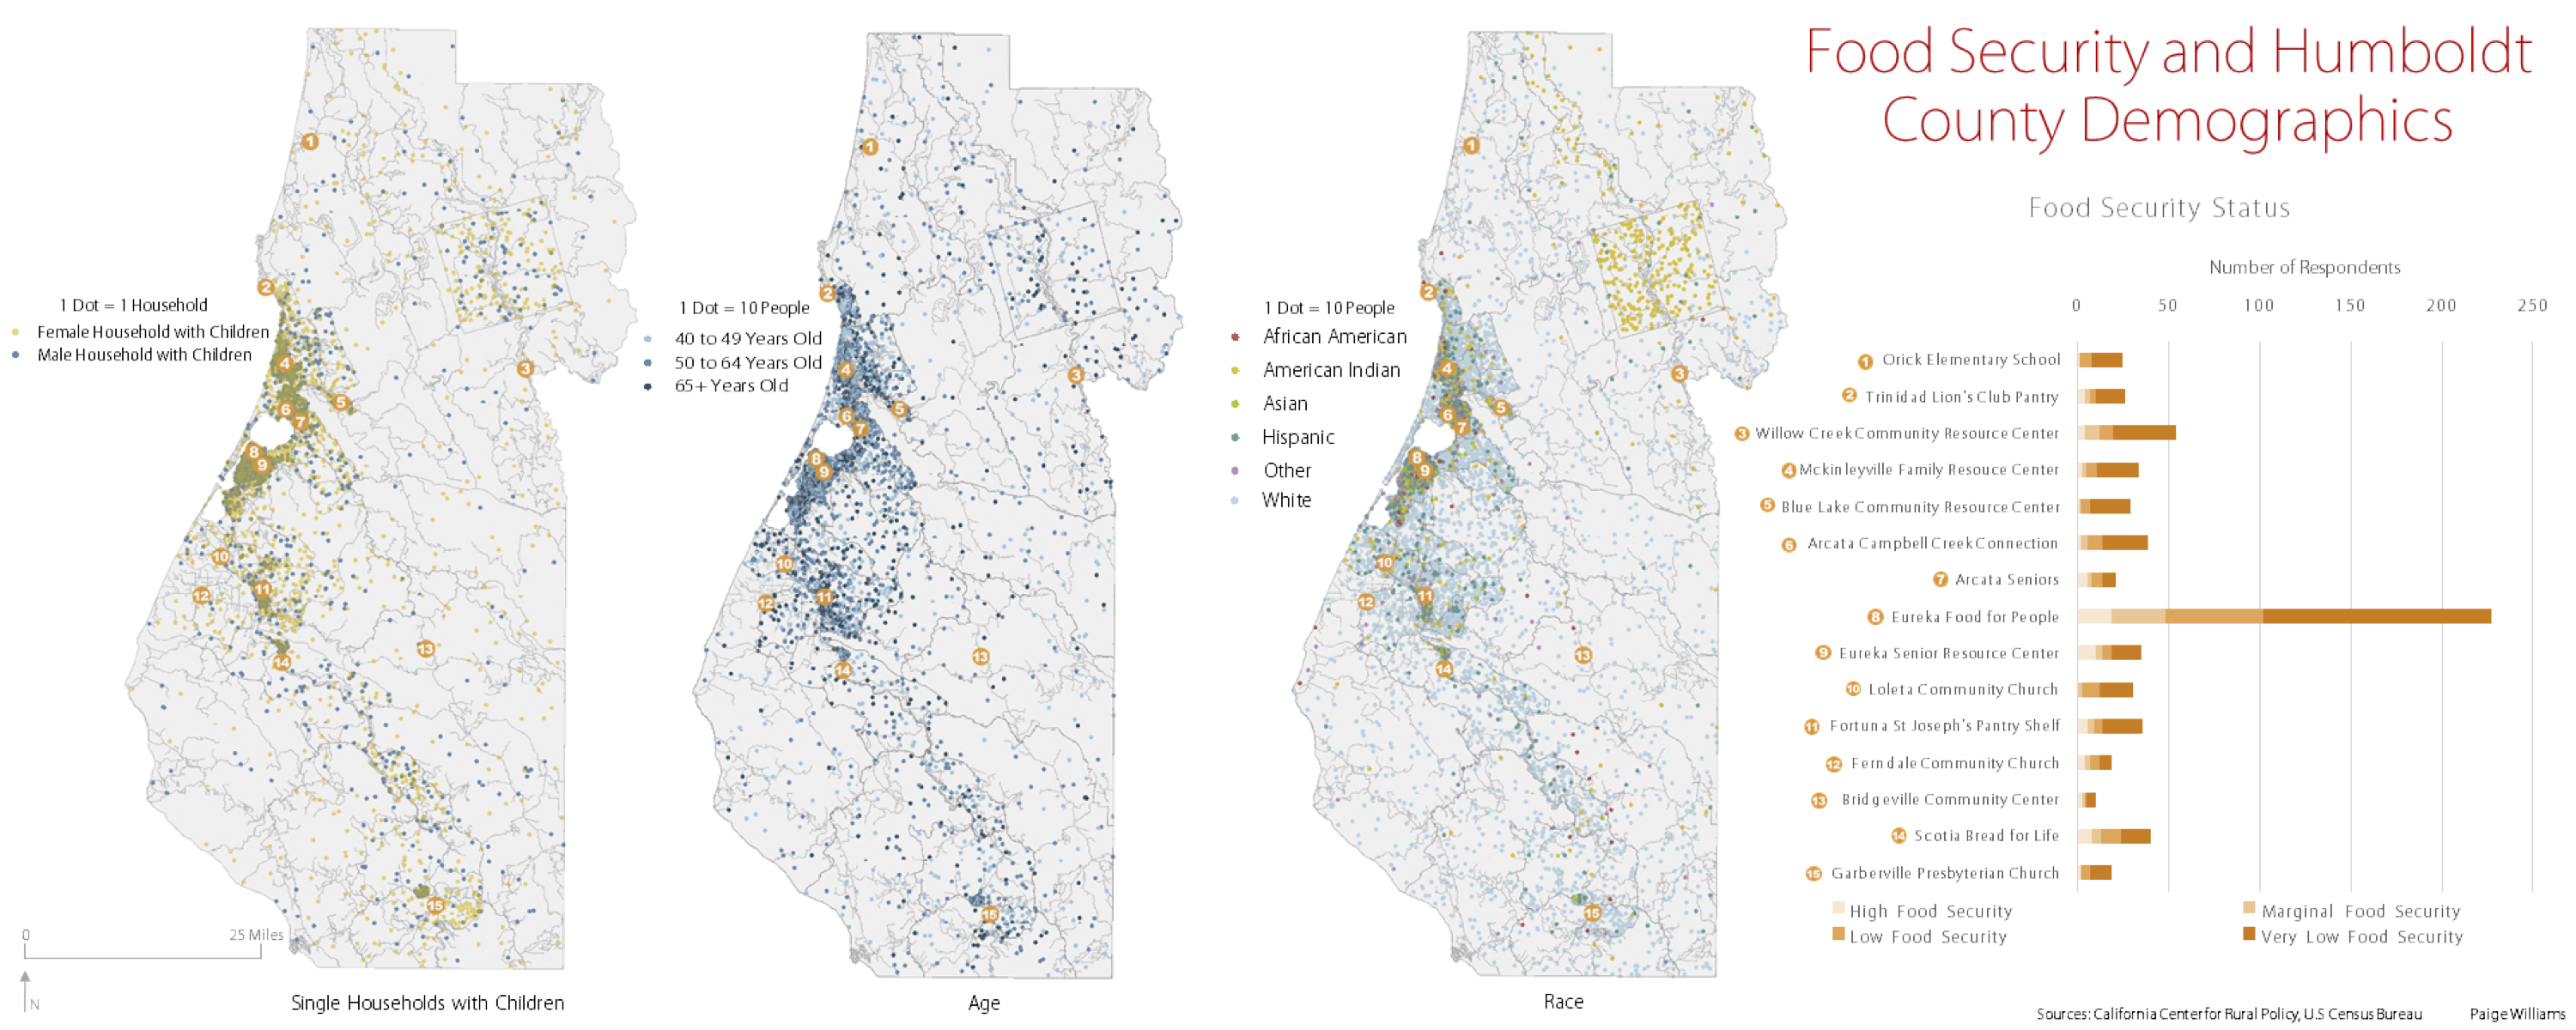 Food Security and Humboldt
County Demographics
1 Dot = 1 Household
Female Household with Children
Male Household with Children
1
2
3
4
5
6
7
8
9
10
11
12
13
14
15
0
25 Miles
N
Single Households with Children
1 Dot = 10 People
40 to 49 Years Old
50 to 64 Years Old
65+ Years Old
1
2
3
4
5
6
7
8
9
10
11
12
13
14
15
Age
1 Dot = 10 People
African American
American Indian
Asian
Hispanic
Other
White
1
2
3
4
5
6
7
8
9
10
11
12
13
14
15
Race
Food Security Status
Number of Respondents
0 50 100 150 200 250
1 Orick Elementary School
2 Trinidad Lion's Club Pantry
3 Willow Creek Community Resource Center
4 Mckinleyville Family Resouce Center
5 Blue Lake Community Resource Center
6 Arcata Campbell Creek Connection
7 Arcata Seniors
8 Eureka Food for People
9 Eureka Senior Resource Center
10 Loleta Community Church
11 Fortuna St Joseph's Pantry Shelf
12 Ferndale Community Church
13 Bridgeville Community Center
14 Scotia Bread for Life
15 Garberville Presbyterian Church
High Food Security
Marginal Food Security
Low Food Security
Very Low Food Security
Sources: California Center for Rural Policy, U.S Census Bureau
Paige Williams